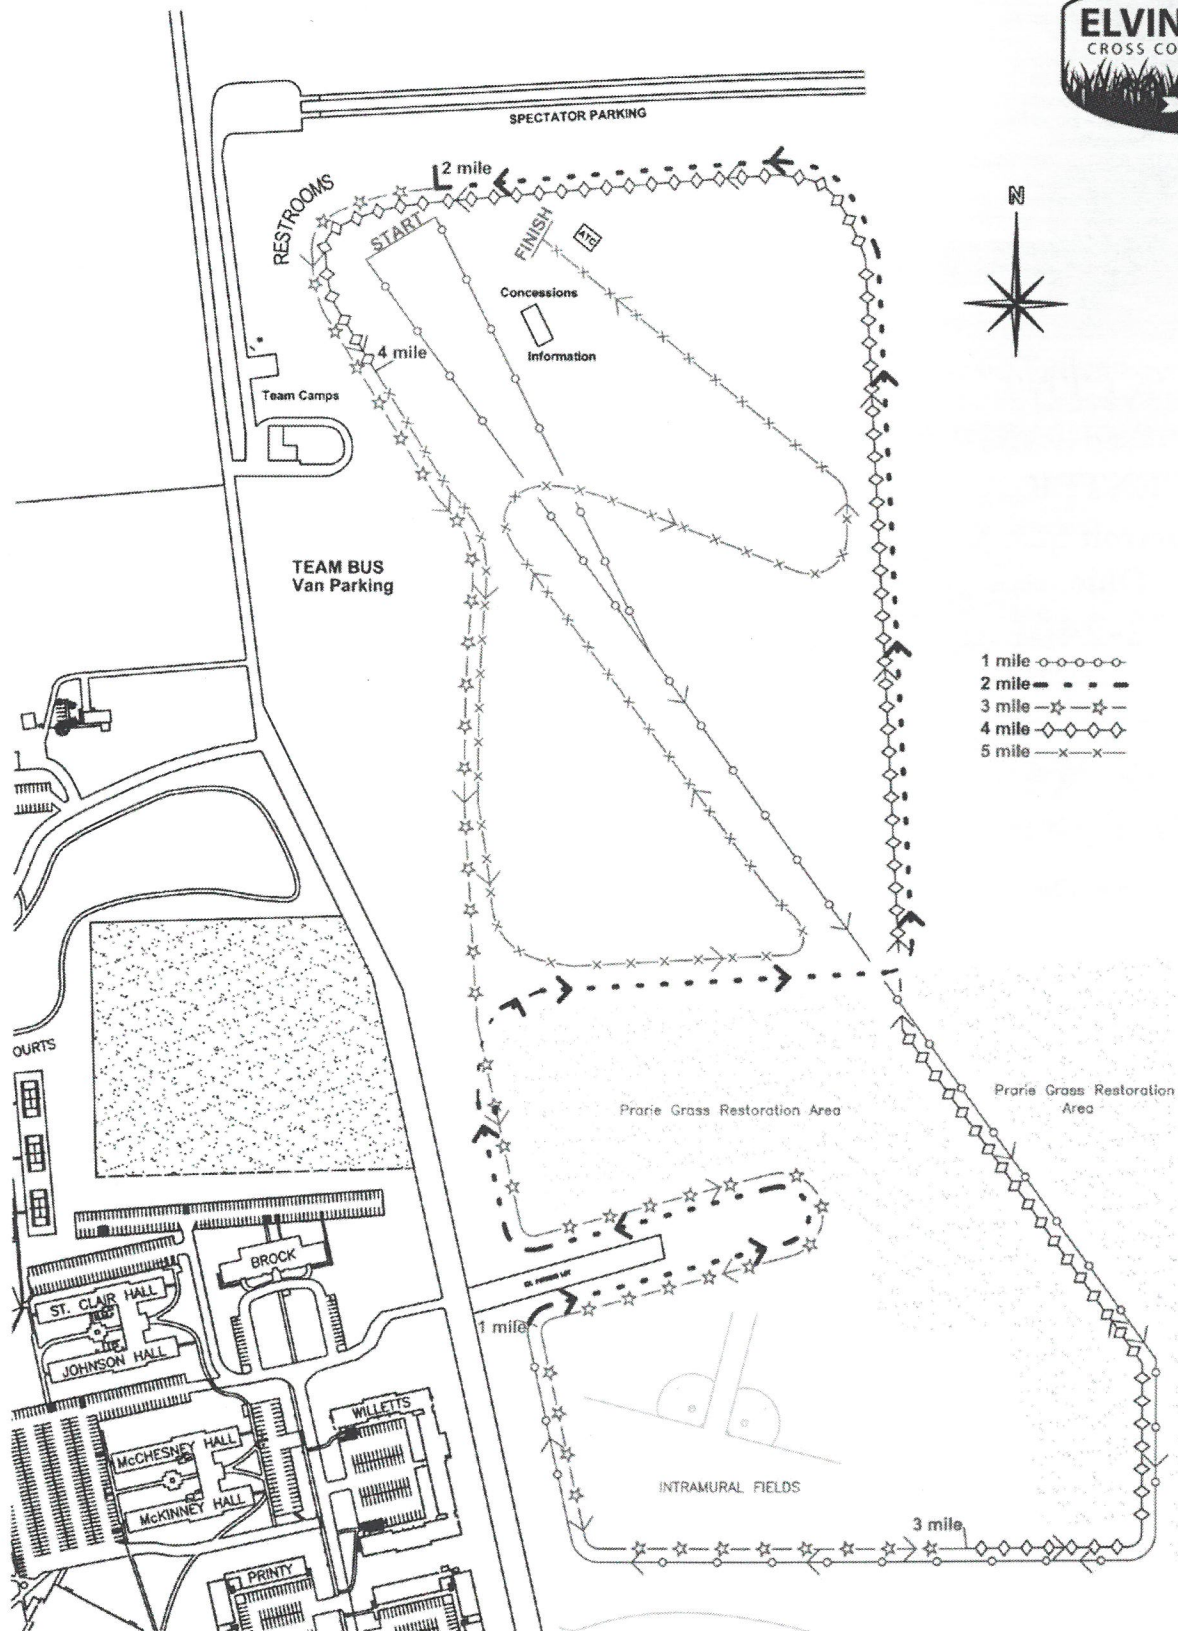 ELVIN
CROSS CO
SPECTATOR PARKING
2 mile
RESTROOMS
START
FINISH
ATC
N
Concessions
Information
4 mile
Team Camps
TEAM BUS
Van Parking
1 mile
2 mile
3 mile
4 mile
5 mile
OURTS
Prarie Grass Restoration Area
Prarie Grass Restoration
Area
BROCK
ST. CLAIR HALL
JOHNSON HALL
1 mile
WILLETTS
McCHESNEY HALL
McKINNEY HALL
INTRAMURAL FIELDS
3 mile
PRINTY